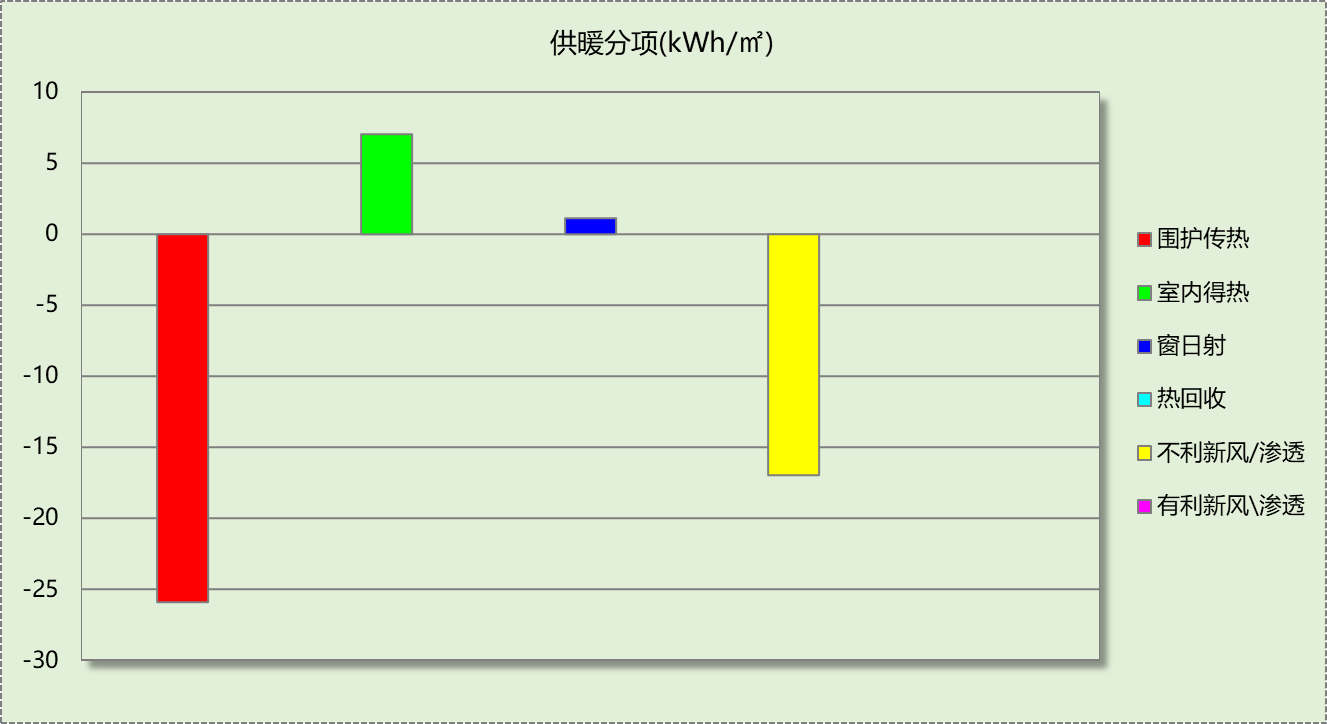 供暖分项(kWh/㎡)
10
5
0
-5
-10
-15
-20
-25
-30
围护传热
室内得热
窗日射
热回收
不利新风/渗透
有利新风\渗透